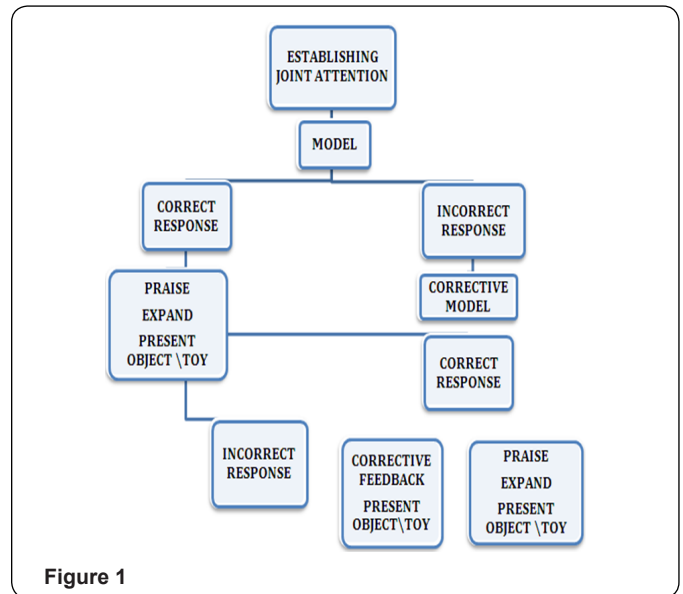 ESTABLISHING
JOINT ATTENTION
MODEL
CORRECT
RESPONSE
INCORRECT
RESPONSE
PRAISE
EXPAND
PRESENT
OBJECT \TOY
CORRECTIVE
MODEL
CORRECT
RESPONSE
INCORRECT
RESPONSE
CORRECTIVE
FEEDBACK
PRESENT
OBJECT\TOY
PRAISE
EXPAND
PRESENT
OBJECT \TOY
Figure 1